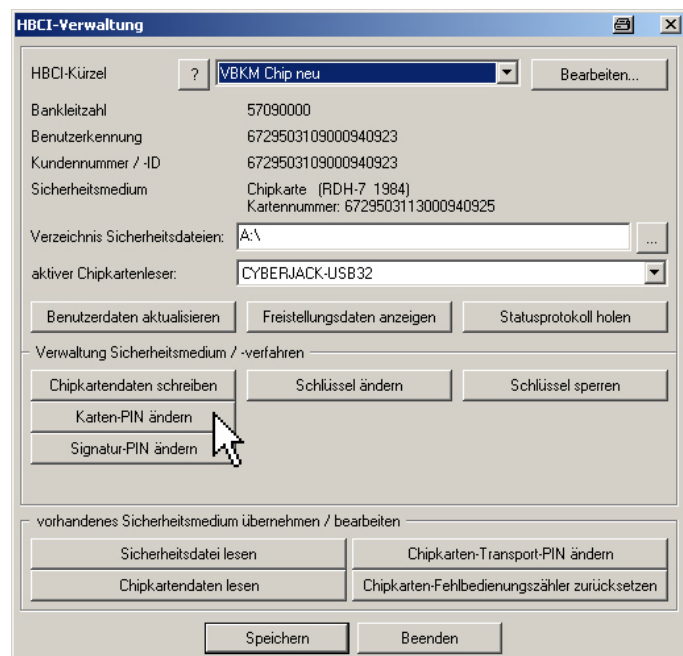 HBCI-Verwaltung
HBCI-Kürzel ? VBKM Chip neu Bearbeiten...
Bankleitzahl 57090000
Benutzerkennung 6729503109000940923
Kundennummer / -ID 6729503109000940923
Sicherheitsmedium Chipkarte (RDH-7 1984)
Kartennummer: 6729503113000940925
Verzeichnis Sicherheitsdateien: A:\ ...
aktiver Chipkartenleser: CYBERJACK-USB32
Benutzerdaten aktualisieren Freistellungsdaten anzeigen Statusprotokoll holen
Verwaltung Sicherheitsmedium / -verfahren
Chipkartendaten schreiben Schlüssel ändern Schlüssel sperren
Karten-PIN ändern
Signatur-PIN ändern
vorhandenes Sicherheitsmedium übernehmen / bearbeiten
Sicherheitsdatei lesen Chipkarten-Transport-PIN ändern
Chipkartendaten lesen Chipkarten-Fehlbedienungszähler zurücksetzen
Speichern Beenden